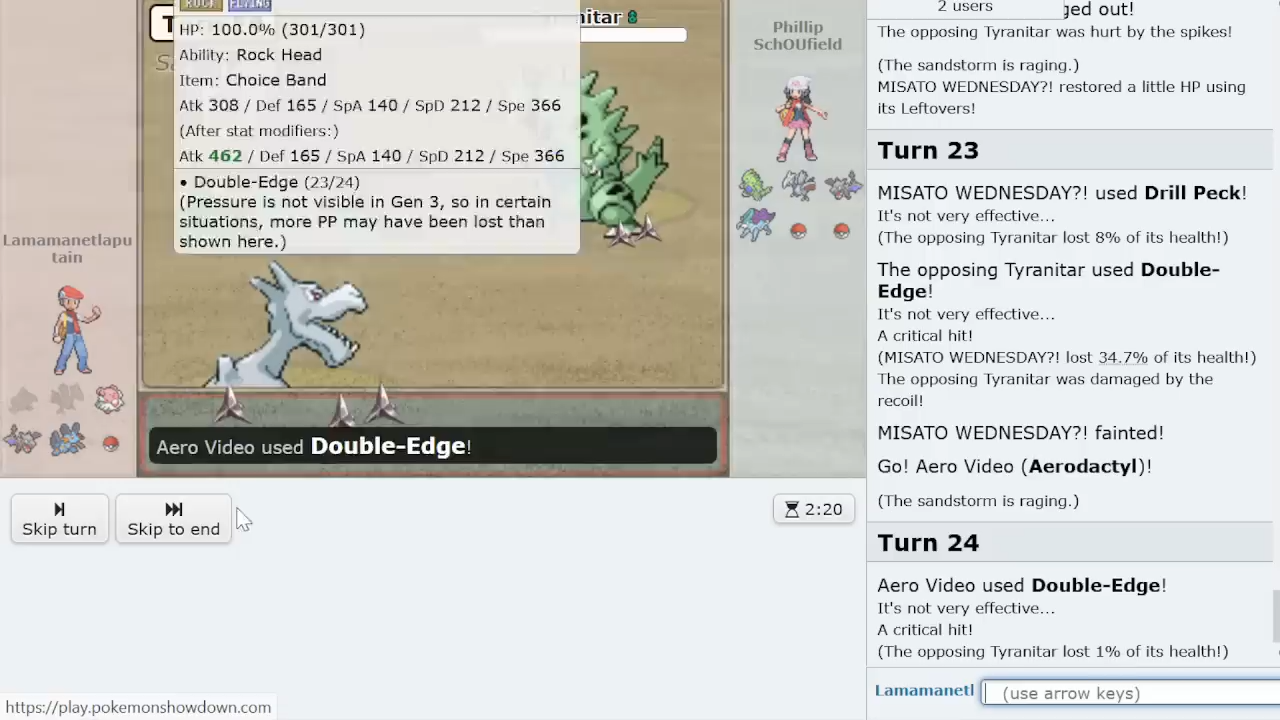 ROCK FLYING
HP: 100.0% (301/301)
Ability: Rock Head
Item: Choice Band
Atk 308 / Def 165 / SpA 140 / SpD 212 / Spe 366
(After stat modifiers:)
Atk 462 / Def 165 / SpA 140 / SpD 212 / Spe 366
• Double-Edge (23/24)
(Pressure is not visible in Gen 3, so in certain
situations, more PP may have been lost than
shown here.)
nitar
Lamamanetlapu
tain
Phillip
SchOUfield
Aero Video used Double-Edge!
Skip turn
Skip to end
2:20
https://play.pokemonshowdown.com
2 users
ged out!
The opposing Tyranitar was hurt by the spikes!
(The sandstorm is raging.)
MISATO WEDNESDAY?! restored a little HP using
its Leftovers!
Turn 23
MISATO WEDNESDAY?! used Drill Peck!
It's not very effective...
(The opposing Tyranitar lost 8% of its health!)
The opposing Tyranitar used Double-
Edge!
It's not very effective...
A critical hit!
(MISATO WEDNESDAY?! lost 34.7% of its health!)
The opposing Tyranitar was damaged by the
recoil!
MISATO WEDNESDAY?! fainted!
Go! Aero Video (Aerodactyl)!
(The sandstorm is raging.)
Turn 24
Aero Video used Double-Edge!
It's not very effective...
A critical hit!
(The opposing Tyranitar lost 1% of its health!)
Lamamanetl
(use arrow keys)